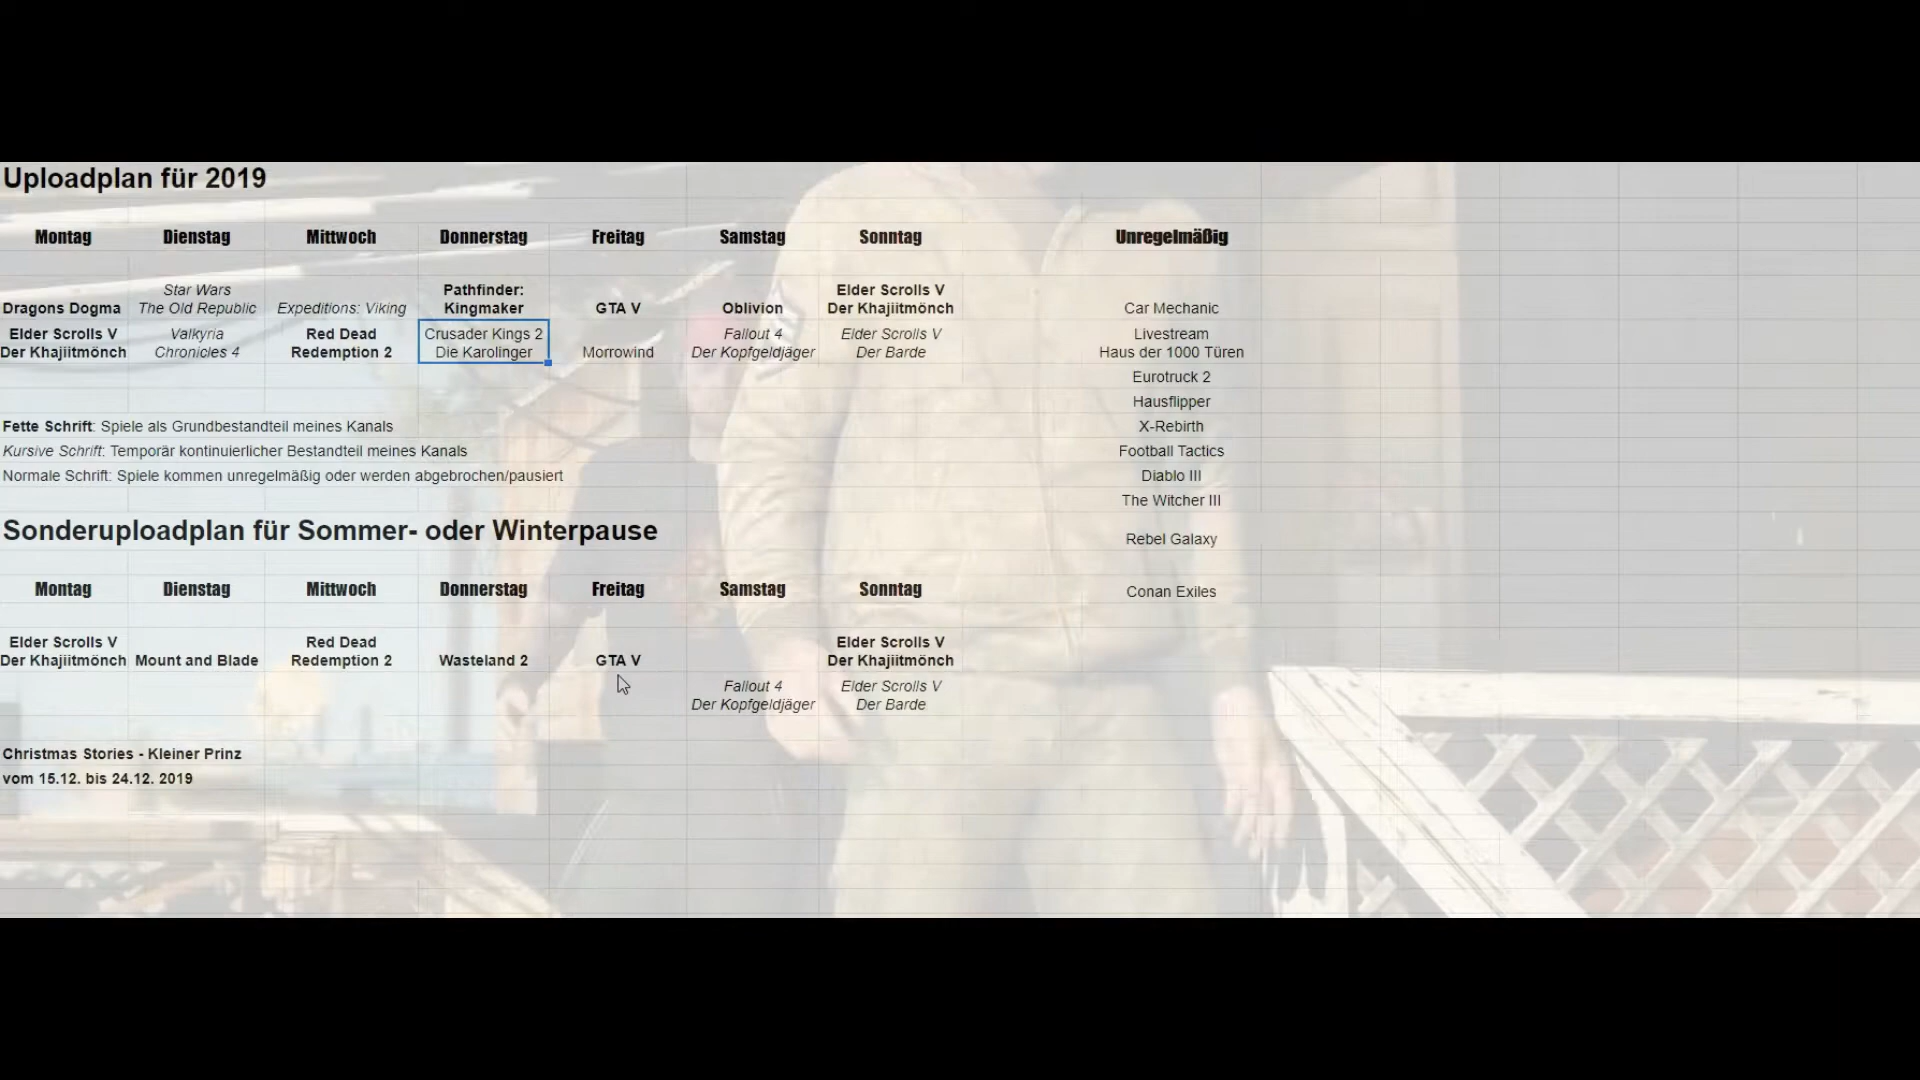 Uploadplan für 2019
Montag Dienstag Mittwoch Donnerstag Freitag Samstag Sonntag Unregelmäßig
Star Wars Pathfinder: Elder Scrolls V
Dragons Dogma The Old Republic Expeditions: Viking Kingmaker GTA V Oblivion Der Khajiitmönch Car Mechanic
Elder Scrolls V Valkyria Red Dead Crusader Kings 2 Fallout 4 Elder Scrolls V Livestream
Der Khajiitmönch Chronicles 4 Redemption 2 Die Karolinger Morrowind Der Kopfgeldjäger Der Barde Haus der 1000 Türen
Eurotruck 2
Hausflipper
Fette Schrift: Spiele als Grundbestandteil meines Kanals X-Rebirth
Kursive Schrift: Temporär kontinuierlicher Bestandteil meines Kanals Football Tactics
Normale Schrift: Spiele kommen unregelmäßig oder werden abgebrochen/pausiert Diablo III
The Witcher III
Sonderuploadplan für Sommer- oder Winterpause Rebel Galaxy
Montag Dienstag Mittwoch Donnerstag Freitag Samstag Sonntag Conan Exiles
Elder Scrolls V Red Dead Elder Scrolls V
Der Khajiitmönch Mount and Blade Redemption 2 Wasteland 2 GTA V Der Khajiitmönch
Fallout 4 Elder Scrolls V
Der Kopfgeldjäger Der Barde
Christmas Stories - Kleiner Prinz
vom 15.12. bis 24.12. 2019